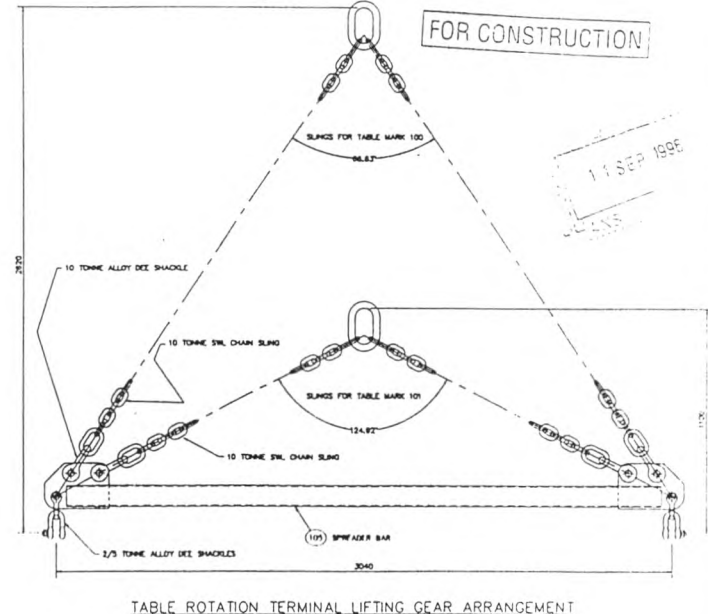 FOR CONSTRUCTION
SLINGS FOR TABLE MARK 100
11 SEP 1996
2820
10 TONNE ALLOY DEE SHACKLE
10 TONNE SWL CHAIN SLING
SLINGS FOR TABLE MARK 101
124.92°
10 TONNE SWL CHAIN SLING
105 SPREADER BAR
2/5 TONNE ALLOY DEE SHACKLES
3040
TABLE ROTATION TERMINAL LIFTING GEAR ARRANGEMENT